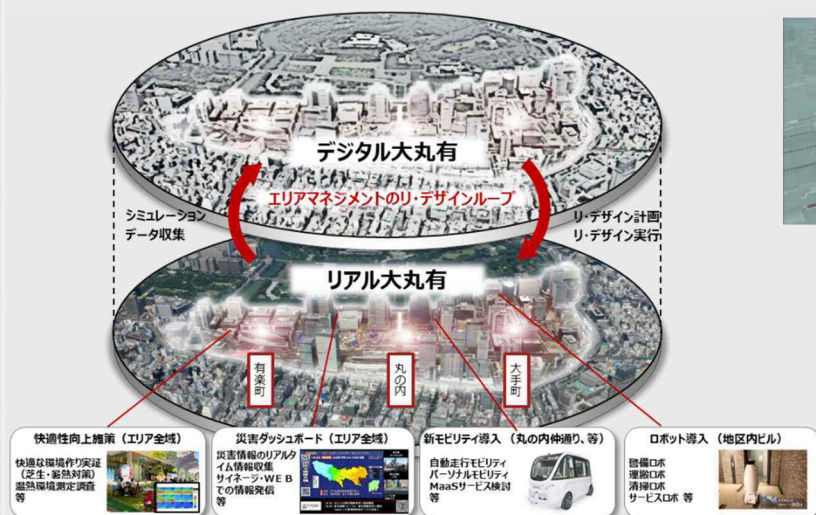 デジタル大丸有
エリアマネジメントのリ・デザインループ
シミュレーション
データ収集
リ・デザイン計画
リ・デザイン実行
リアル大丸有
有楽町
丸の内
大手町
快適性向上施策（エリア全域）
快適な環境作り実証
（芝生・暑熱対策）
温熱環境測定調査
等
災害ダッシュボード（エリア全域）
災害情報のリアルタ
イム情報収集
サイネージ・ＷＥＢ
での情報発信
等
新モビリティ導入 （丸の内仲通り、等）
自動走行モビリティ
パーソナルモビリティ
MaaSサービス検討
等
ロボット導入（地区内ビル）
警備ロボ
運搬ロボ
清掃ロボ
サービスロボ 等